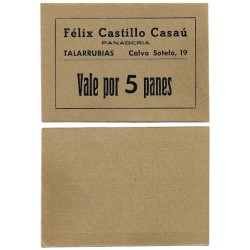 Félix Castillo Casaú
PANADERIA
TALARRUBIAS Calvo Sotelo, 19
Vale por 5 panes